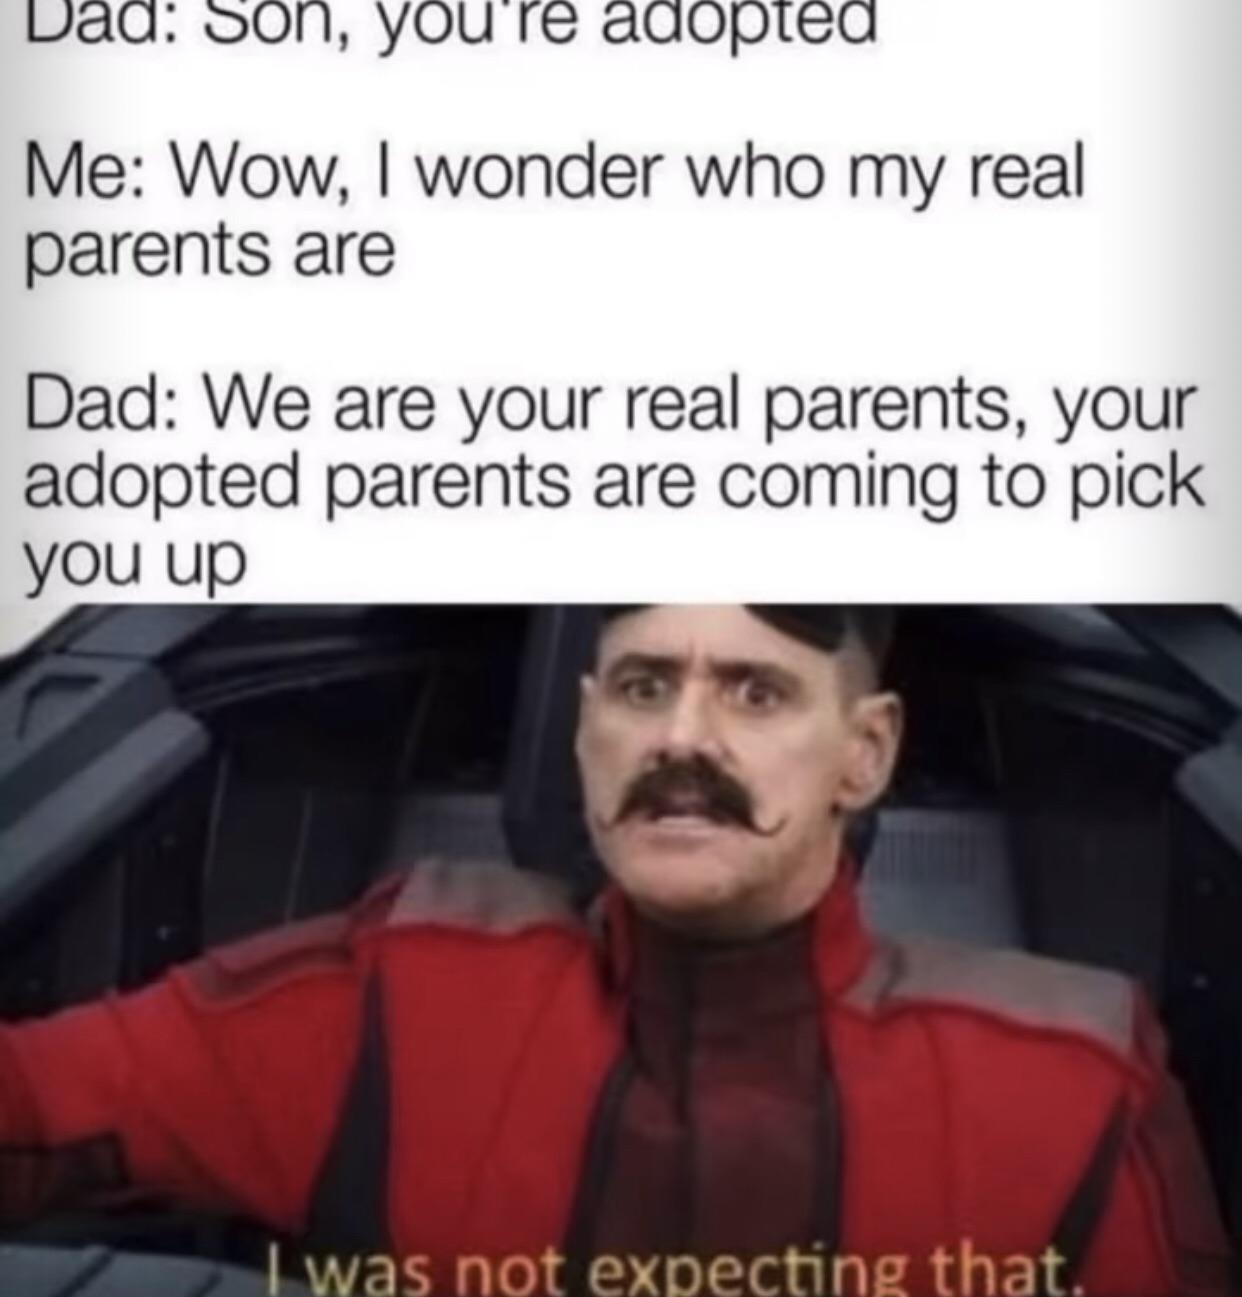 Dad: Son, you're adopted
Me: Wow, I wonder who my real
parents are
Dad: We are your real parents, your
adopted parents are coming to pick
you up
I was not expecting that.